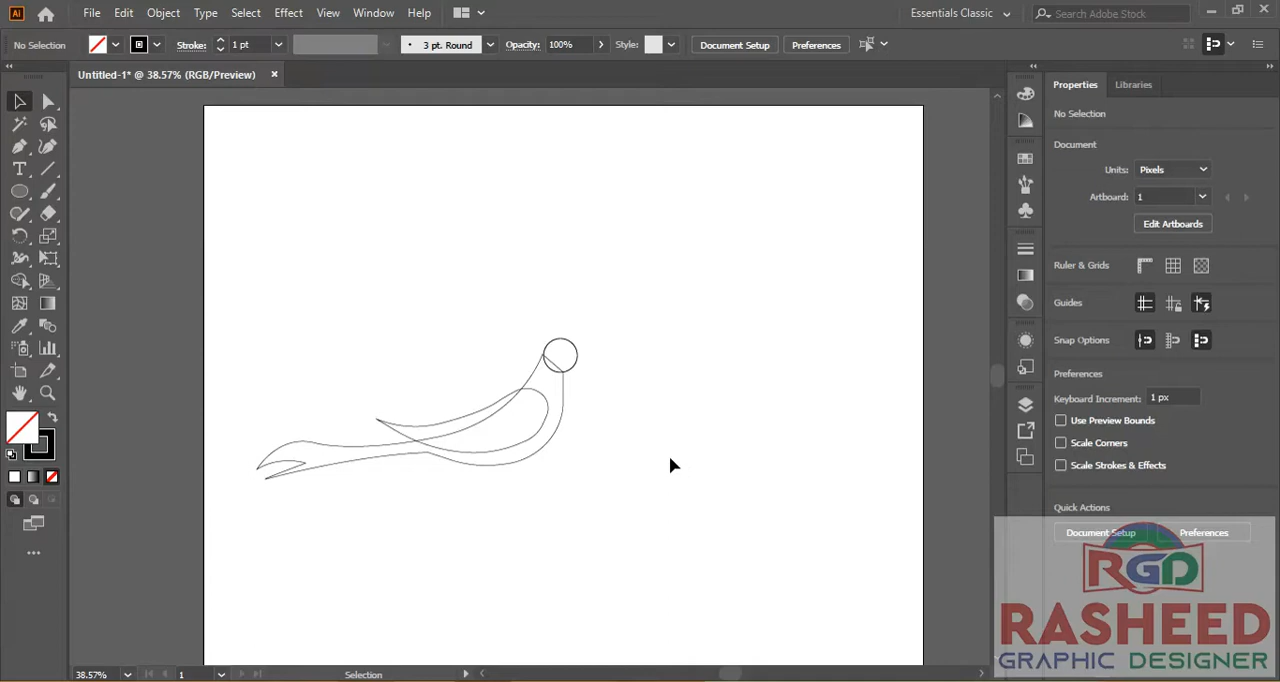 Ai File Edit Object Type Select Effect View Window Help Essentials Classic Search Adobe Stock
No Selection Stroke: 1 pt 3 pt. Round Opacity: 100% Style: Document Setup Preferences
Untitled-1* @ 38.57% (RGB/Preview)
Properties Libraries
No Selection
Document
Units: Pixels
Artboard: 1
Edit Artboards
Ruler & Grids
Guides
Snap Options
Preferences
Keyboard Increment: 1 px
Use Preview Bounds
Scale Corners
Scale Strokes & Effects
Quick Actions
Document Setup Preferences
RGD
RASHEED
GRAPHIC DESIGNER
38.57% 1 Selection